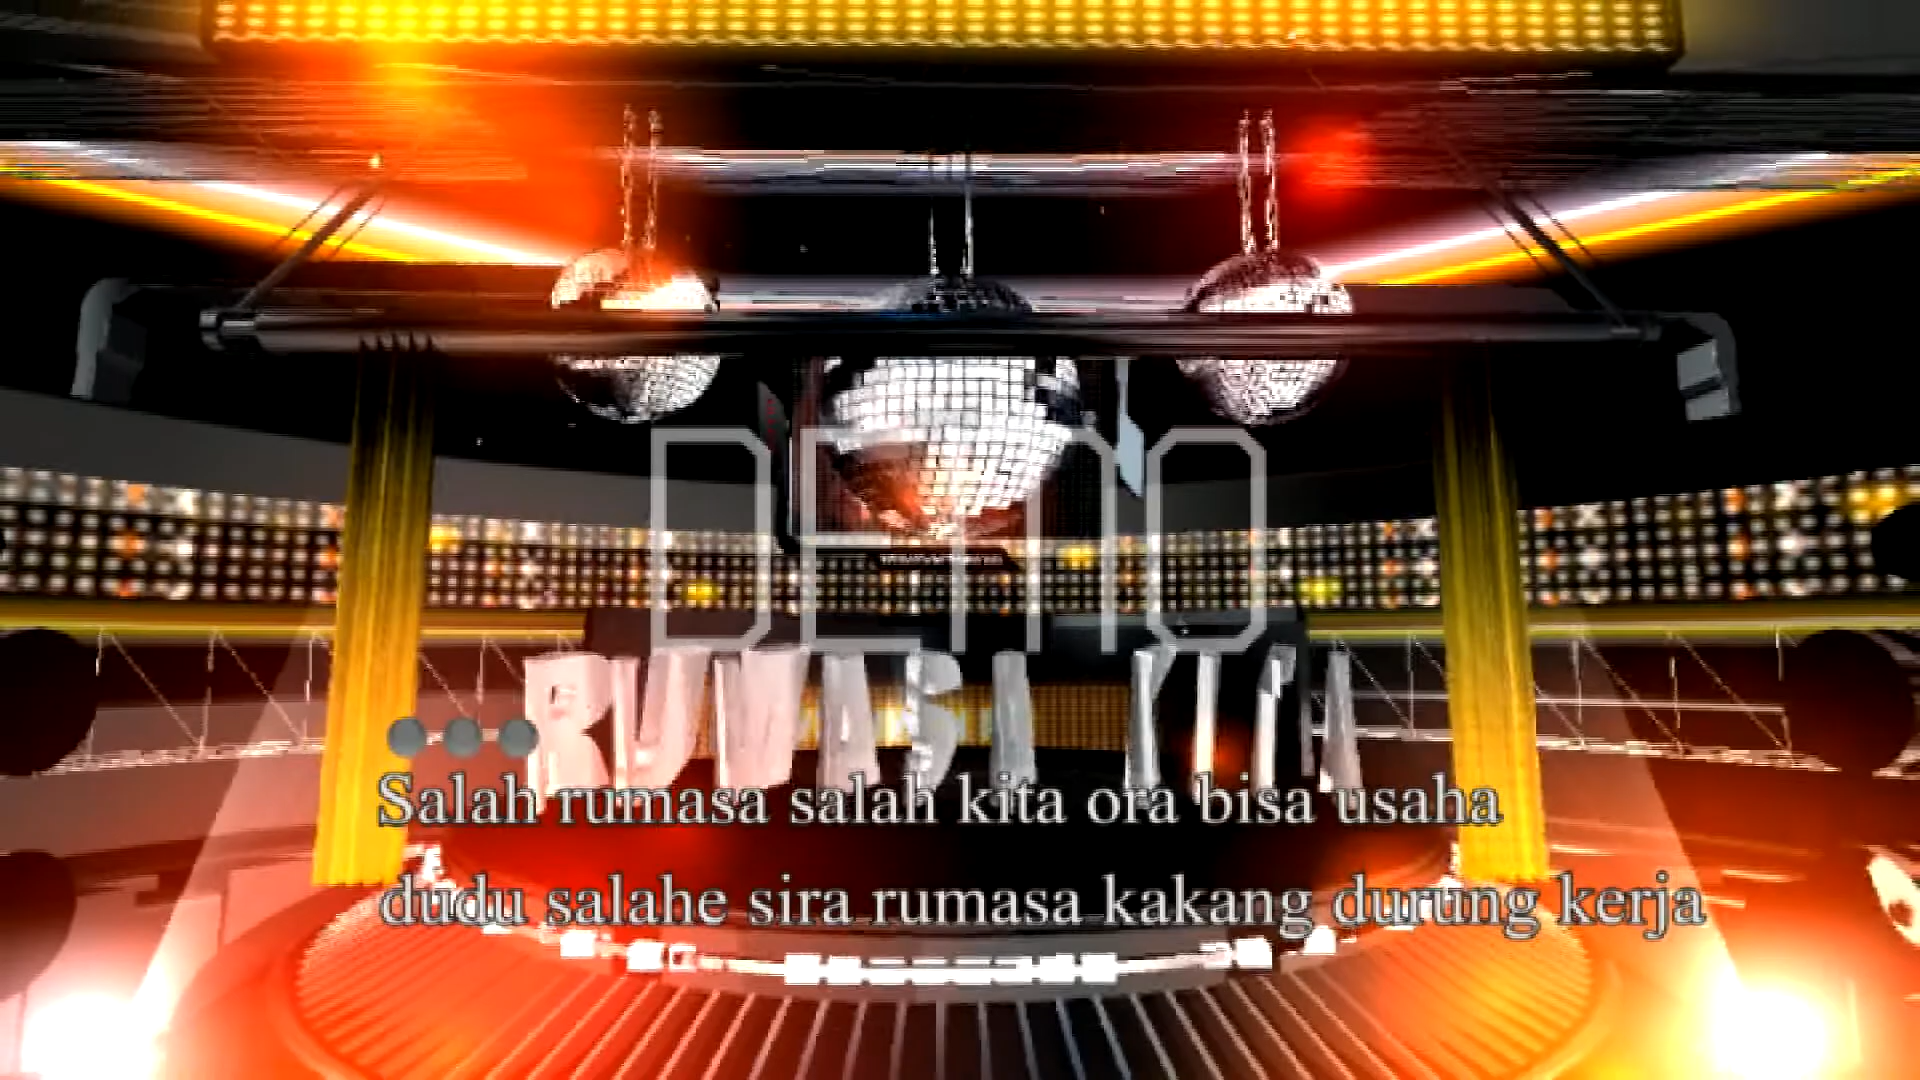 DEMO
Salah rumasa salah kita ora bisa usaha
dudu salahe sira rumasa kakang durung kerja